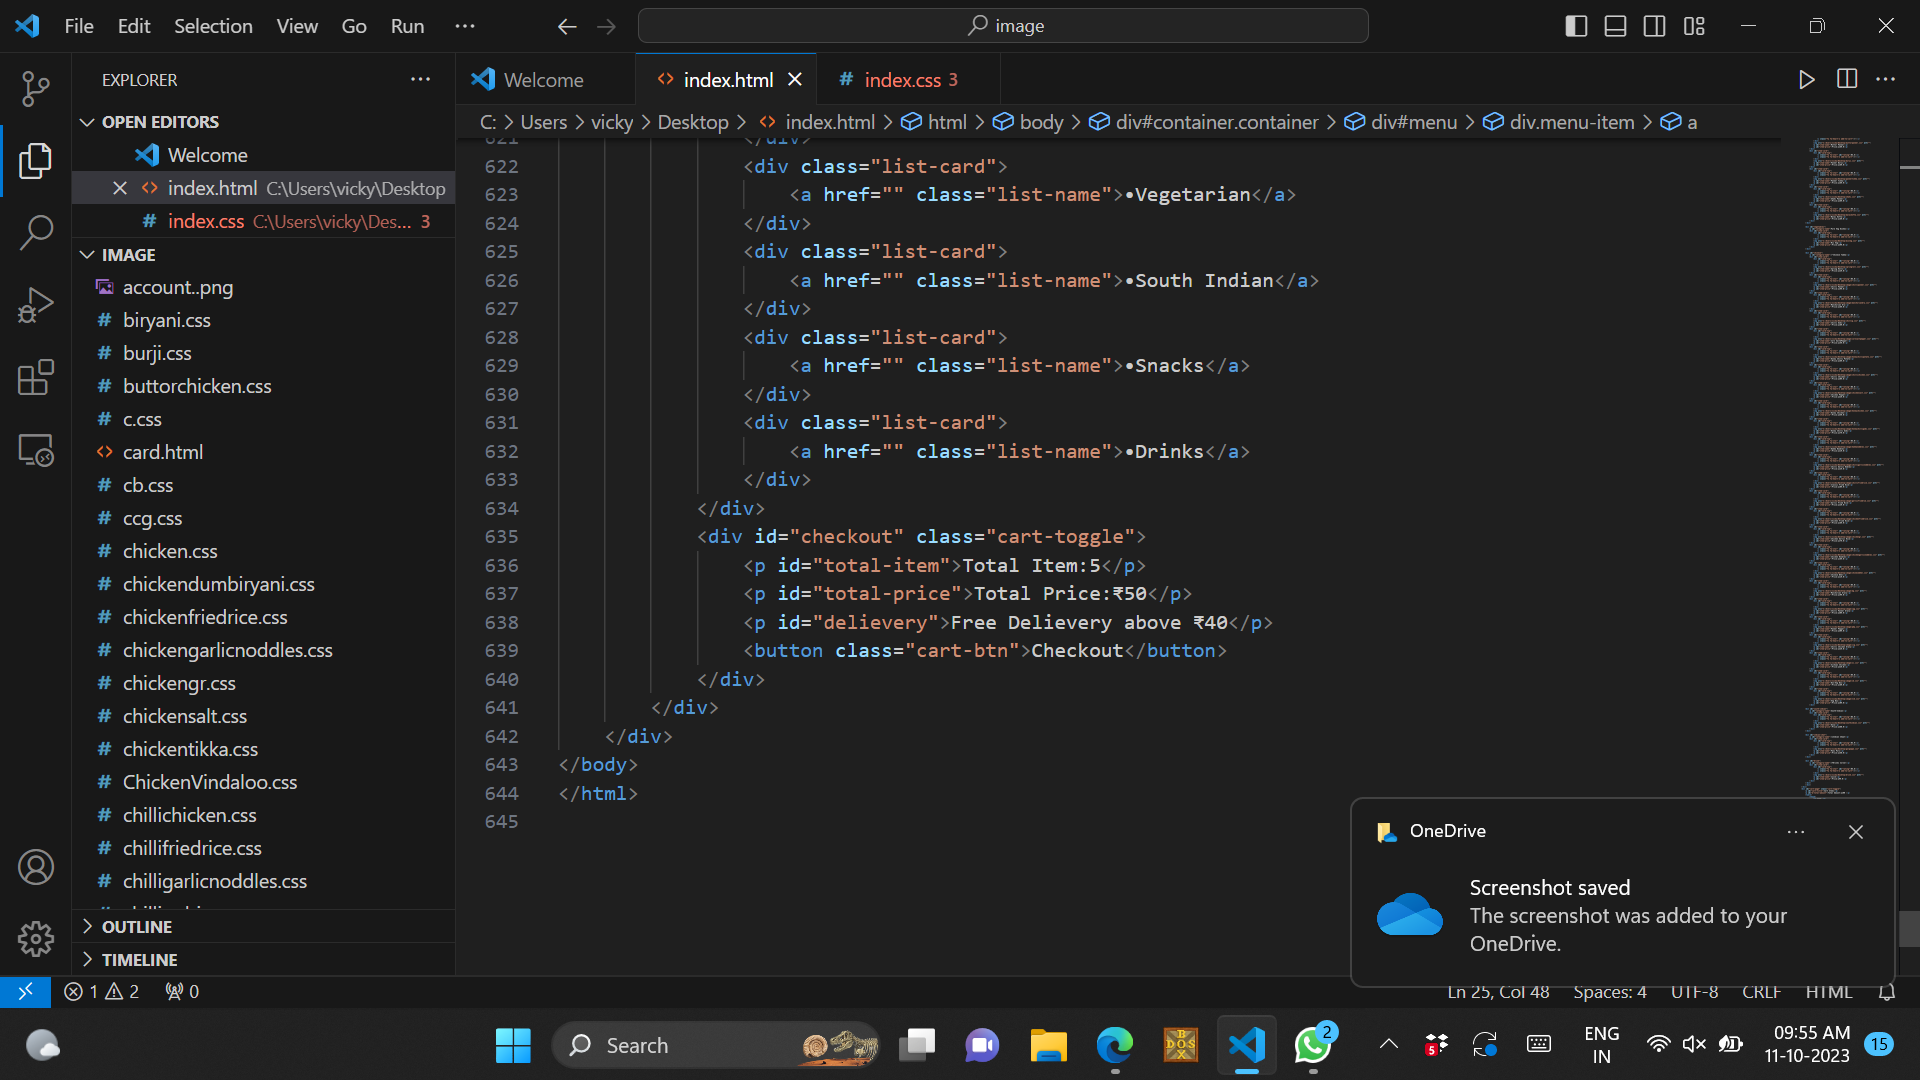 File Edit Selection View Go Run ··· image
EXPLORER ···
OPEN EDITORS
Welcome
index.html C:\Users\vicky\Desktop
index.css C:\Users\vicky\Des... 3
IMAGE
account..png
biryani.css
burji.css
buttorchicken.css
c.css
card.html
cb.css
ccg.css
chicken.css
chickendumbiryani.css
chickenfriedrice.css
chickengarlicnoddles.css
chickengr.css
chickensalt.css
chickentikka.css
ChickenVindaloo.css
chillichicken.css
chillifriedrice.css
chilligarlicnoddles.css
OUTLINE
TIMELINE
Welcome index.html index.css 3
C: > Users > vicky > Desktop > index.html > html > body > div#container.container > div#menu > div.menu-item > a
621 </div>
622 <div class="list-card">
623 <a href="" class="list-name">•Vegetarian</a>
624 </div>
625 <div class="list-card">
626 <a href="" class="list-name">•South Indian</a>
627 </div>
628 <div class="list-card">
629 <a href="" class="list-name">•Snacks</a>
630 </div>
631 <div class="list-card">
632 <a href="" class="list-name">•Drinks</a>
633 </div>
634 </div>
635 <div id="checkout" class="cart-toggle">
636 <p id="total-item">Total Item:5</p>
637 <p id="total-price">Total Price:₹50</p>
638 <p id="delievery">Free Delievery above ₹40</p>
639 <button class="cart-btn">Checkout</button>
640 </div>
641 </div>
642 </div>
643 </body>
644 </html>
645
OneDrive ···
Screenshot saved
The screenshot was added to your
OneDrive.
1 2 0 Ln 25, Col 48 Spaces: 4 UTF-8 CRLF HTML
Search BOX DOS 2 5 ENG
IN
09:55 AM
11-10-2023
15